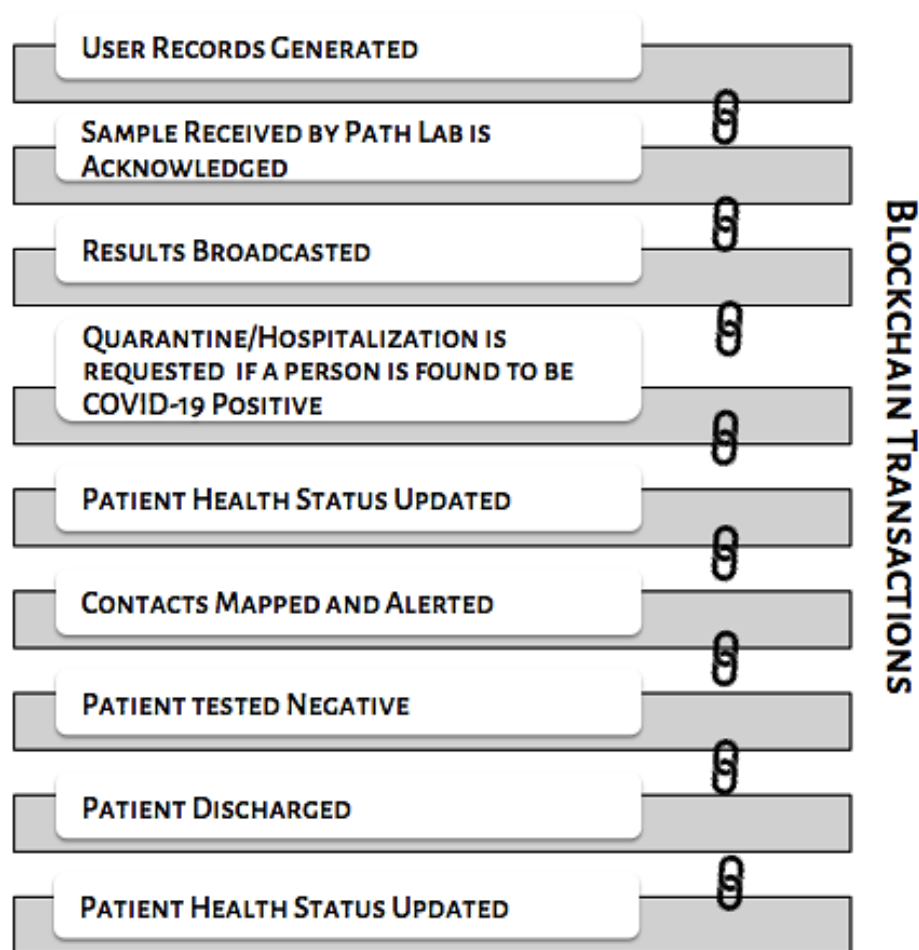 User Records Generated
Sample Received by Path Lab is
Acknowledged
Results Broadcasted
Quarantine/Hospitalization is
requested if a person is found to be
COVID-19 Positive
Patient Health Status Updated
Contacts Mapped and Alerted
Patient tested Negative
Patient Discharged
Patient Health Status Updated
Blockchain Transactions